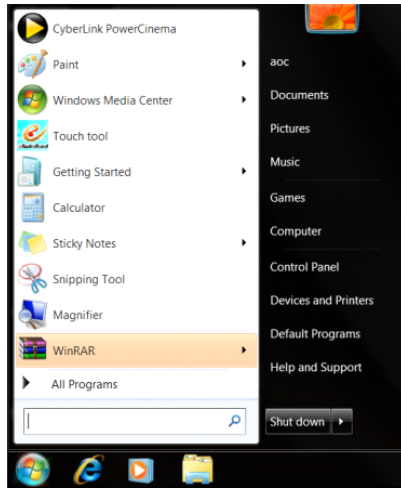 CyberLink PowerCinema
Paint
Windows Media Center
Touch tool
Getting Started
Calculator
Sticky Notes
Snipping Tool
Magnifier
WinRAR
All Programs
aoc
Documents
Pictures
Music
Games
Computer
Control Panel
Devices and Printers
Default Programs
Help and Support
Shut down